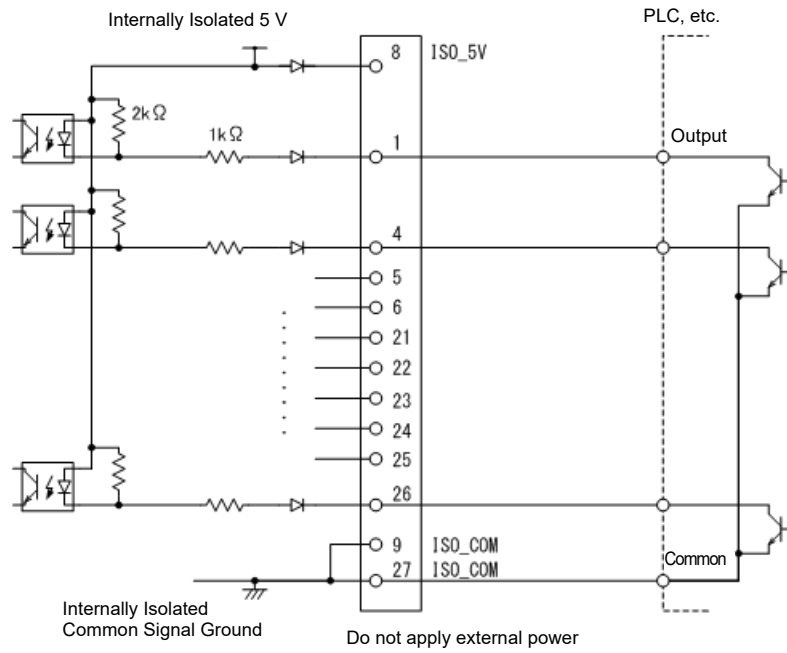 Internally Isolated 5 V
PLC, etc.
8 ISO_5V
2kΩ
1kΩ
1
Output
4
5
6
21
22
23
24
25
26
9 ISO_COM
27 ISO_COM
Common
Internally Isolated
Common Signal Ground
Do not apply external power